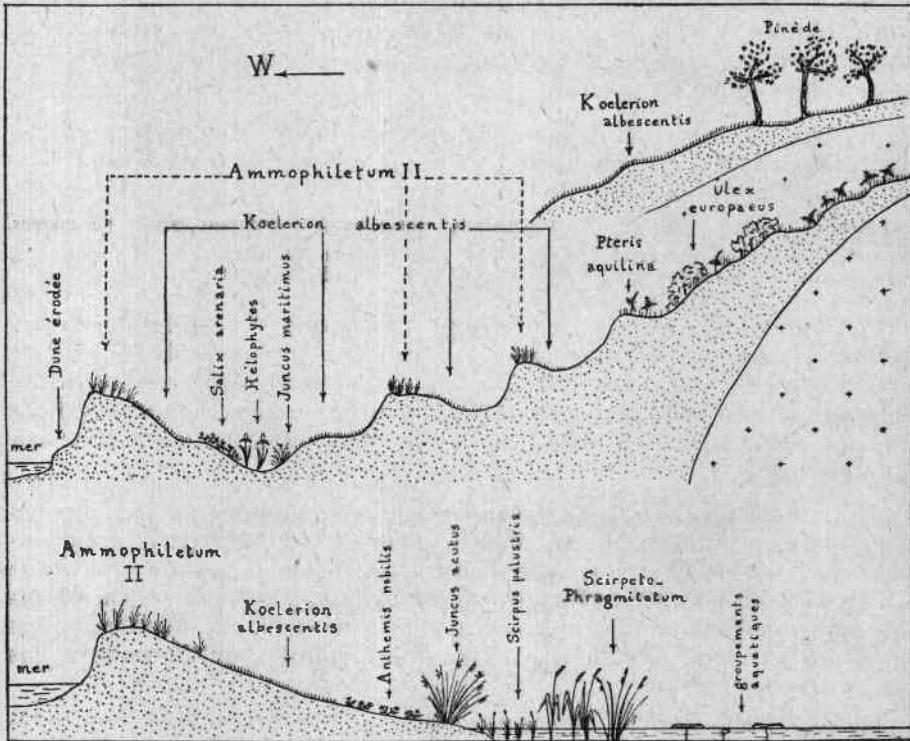 Pinède
W
Koelerion
albescentis
Ammophiletum II
Ulex
europaeus
Koelerion albescentis
Pteris
aquilina
Dune érodée
Salix arenaria
Hélophytes
Juncus maritimus
mer
Ammophiletum
II
Koelerion
albescentis
Anthemis nobilis
Juncus acutus
Scirpus palustris
Scirpeto_
Phragmitatum
groupements
aquatiques
mer